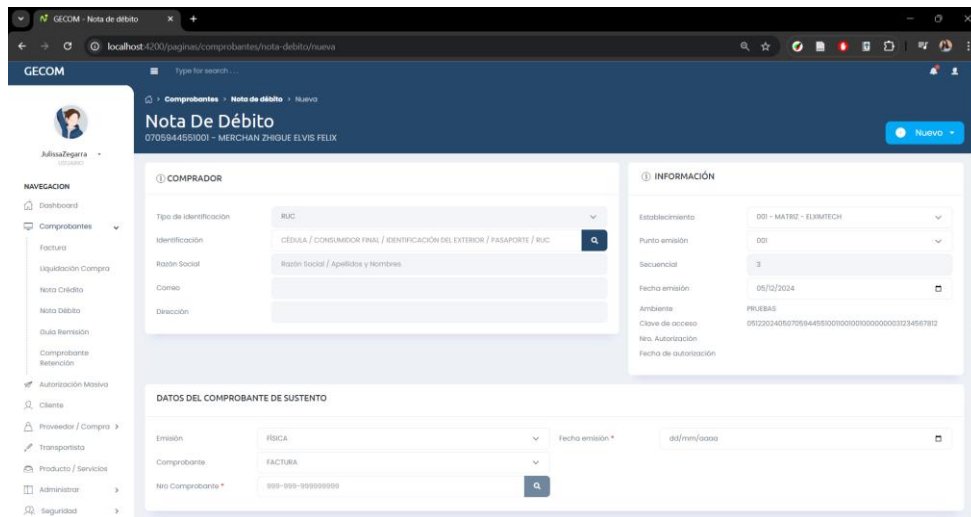 GECOM - Nota de débito
localhost:4200/paginas/comprobantes/nota-debito/nueva
GECOM
Type for search . . .
Comprobantes > Nota de débito > Nueva
Nota De Débito
0705944551001 - MERCHAN ZHIGUE ELVIS FELIX
Nuevo
JulissaZegarra
USUARIO
NAVEGACION
Dashboard
Comprobantes
Factura
Liquidación Compra
Nota Crédito
Nota Débito
Guía Remisión
Comprobante
Retención
Autorización Masiva
Cliente
Proveedor / Compra
Transportista
Producto / Servicios
Administrar
Seguridad
COMPRADOR
Tipo de Identificación
RUC
Identificación
CÉDULA / CONSUMIDOR FINAL / IDENTIFICACIÓN DEL EXTERIOR / PASAPORTE / RUC
Razón Social
Razón Social / Apellidos y Nombres
Correo
Dirección
INFORMACIÓN
Establecimiento
001 - MATRIZ - ELXIMTECH
Punto emisión
001
Secuencial
3
Fecha emisión
05/12/2024
Ambiente
PRUEBAS
Clave de acceso
Nro. Autorización
Fecha de autorización
DATOS DEL COMPROBANTE DE SUSTENTO
Emisión
FÍSICA
Fecha emisión *
dd/mm/aaaa
Comprobante
FACTURA
Nro Comprobante *
999-999-999999999